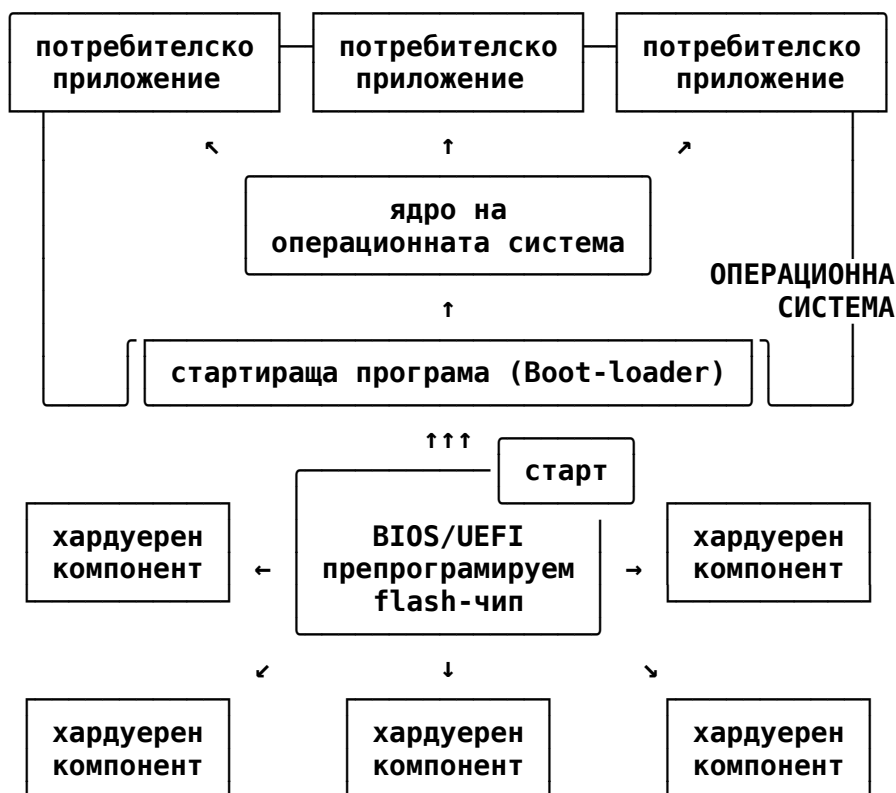 потребителско потребителско потребителско
приложение приложение приложение
↖ ↑ ↗
ядро на
операционната система
ОПЕРАЦИОННА
↑ СИСТЕМА
стартираща програма (Boot-loader)
↑↑↑
старт
хардуерен BIOS/UEFI хардуерен
компонент ← препрограмируем → компонент
flash-чип
↙ ↓ ↘
хардуерен хардуерен хардуерен
компонент компонент компонент